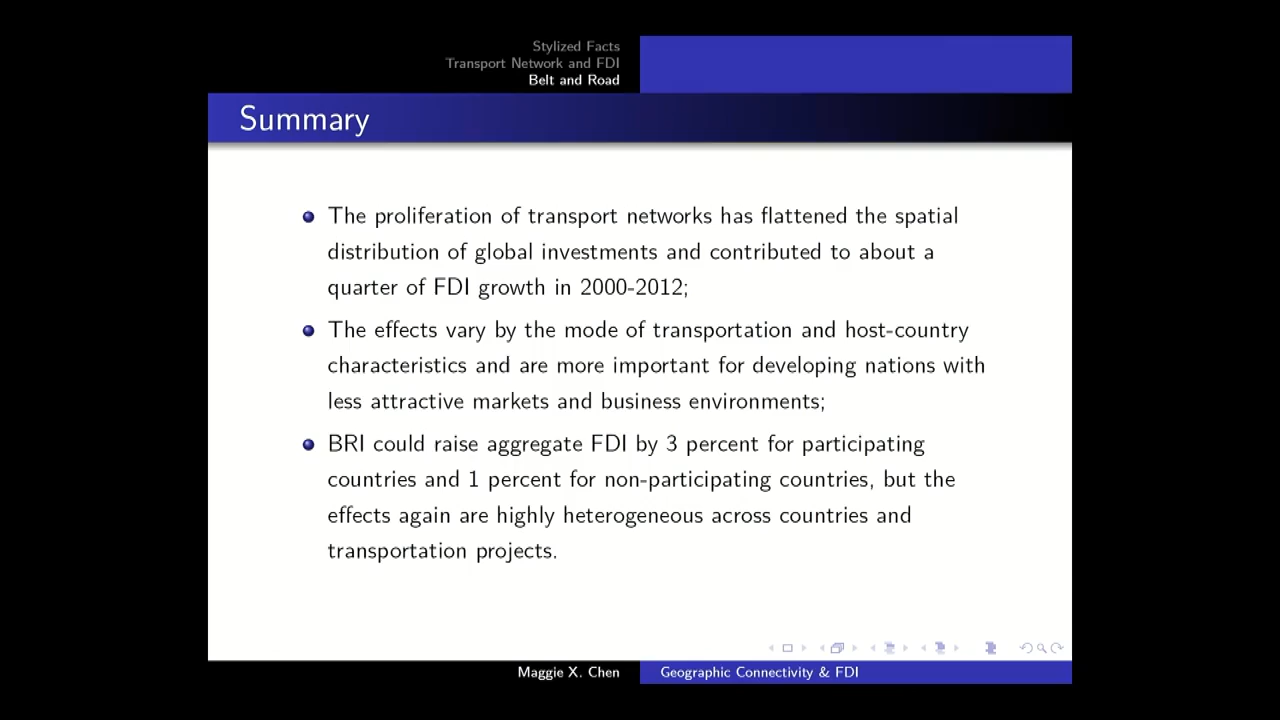 Stylized Facts
Transport Network and FDI
Belt and Road
Summary
The proliferation of transport networks has flattened the spatial
distribution of global investments and contributed to about a
quarter of FDI growth in 2000-2012;
The effects vary by the mode of transportation and host-country
characteristics and are more important for developing nations with
less attractive markets and business environments;
BRI could raise aggregate FDI by 3 percent for participating
countries and 1 percent for non-participating countries, but the
effects again are highly heterogeneous across countries and
transportation projects.
Maggie X. Chen
Geographic Connectivity & FDI